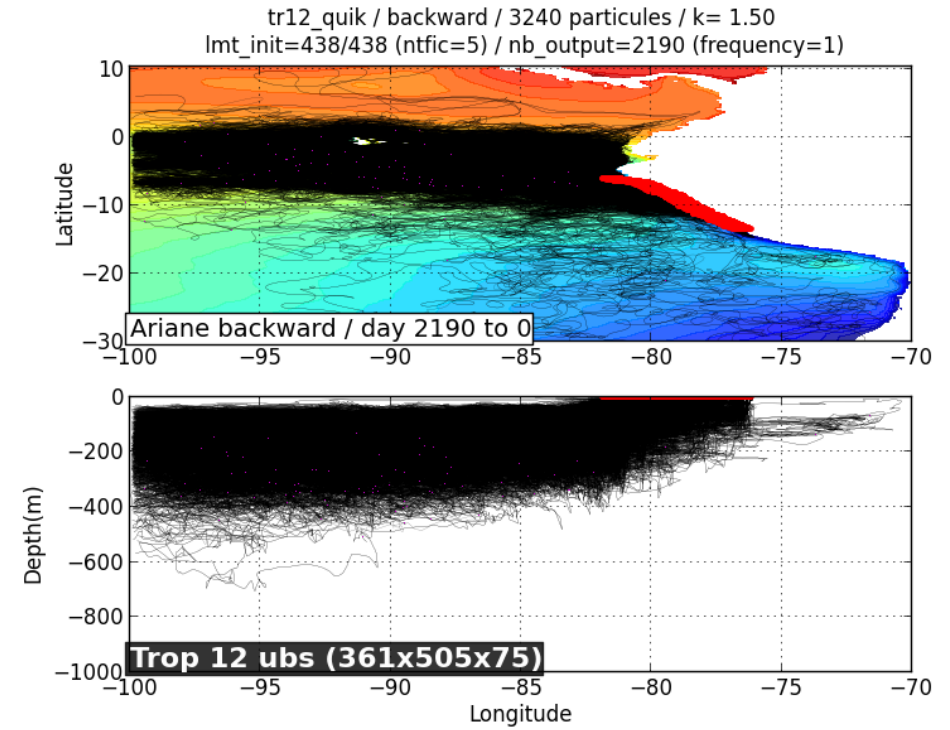 tr12_quik / backward / 3240 particules / k= 1.50
lmt_init=438/438 (ntfic=5) / nb_output=2190 (frequency=1)
10
0
−10
−20
−30
Latitude
Ariane backward / day 2190 to 0
−100 −95 −90 −85 −80 −75 −70
0
−200
−400
−600
−800
−1000
Depth(m)
Trop 12 ubs (361x505x75)
−100 −95 −90 −85 −80 −75 −70
Longitude